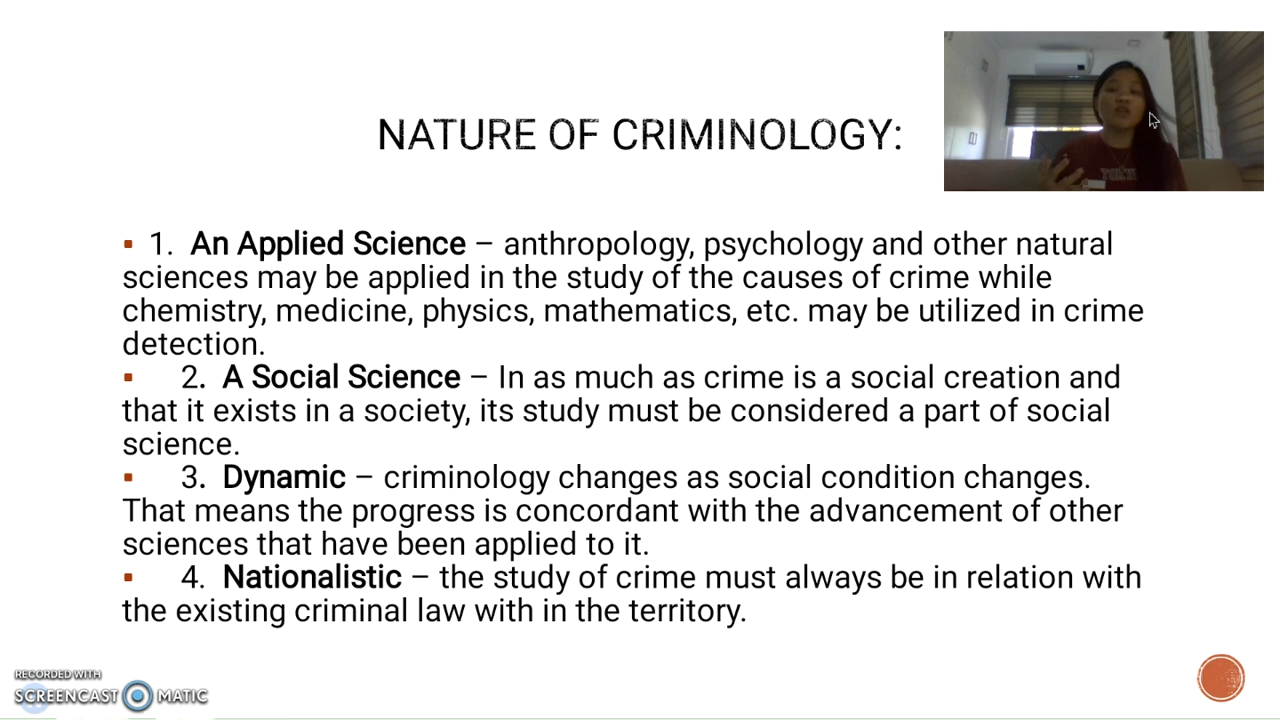 NATURE OF CRIMINOLOGY:
▪ 1. An Applied Science – anthropology, psychology and other natural
sciences may be applied in the study of the causes of crime while
chemistry, medicine, physics, mathematics, etc. may be utilized in crime
detection.
▪ 2. A Social Science – In as much as crime is a social creation and
that it exists in a society, its study must be considered a part of social
science.
▪ 3. Dynamic – criminology changes as social condition changes.
That means the progress is concordant with the advancement of other
sciences that have been applied to it.
▪ 4. Nationalistic – the study of crime must always be in relation with
the existing criminal law with in the territory.
RECORDED WITH
SCREENCAST MATIC